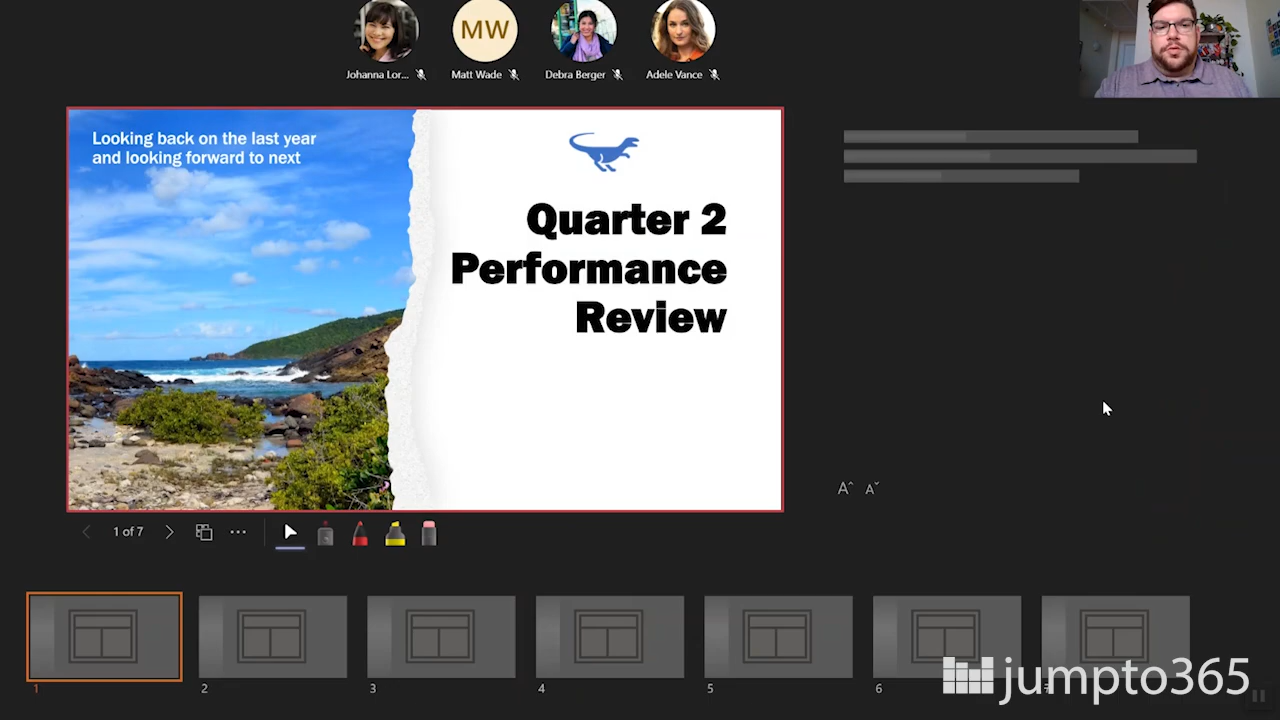 MW
Johanna Lor...
Matt Wade
Debra Berger
Adele Vance
Looking back on the last year
and looking forward to next
Quarter 2
Performance
Review
A A
1 of 7
1
2
3
4
5
6
jumpto365